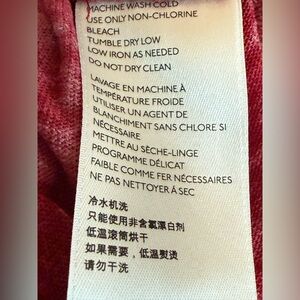 MACHINE WASH COLD
USE ONLY NON-CHLORINE
BLEACH
TUMBLE DRY LOW
LOW IRON AS NEEDED
DO NOT DRY CLEAN
LAVAGE EN MACHINE À
TEMPÉRATURE FROIDE
UTILISER UN AGENT DE
BLANCHIMENT SANS CHLORE SI
NÉCESSAIRE
METTRE AU SÈCHE-LINGE
PROGRAMME DÉLICAT
FAIBLE COMME FER NÉCESSAIRES
NE PAS NETTOYER À SEC
冷水机洗
只能使用非含氯漂白剂
低温滚筒烘干
如果需要，低温熨烫
请勿干洗